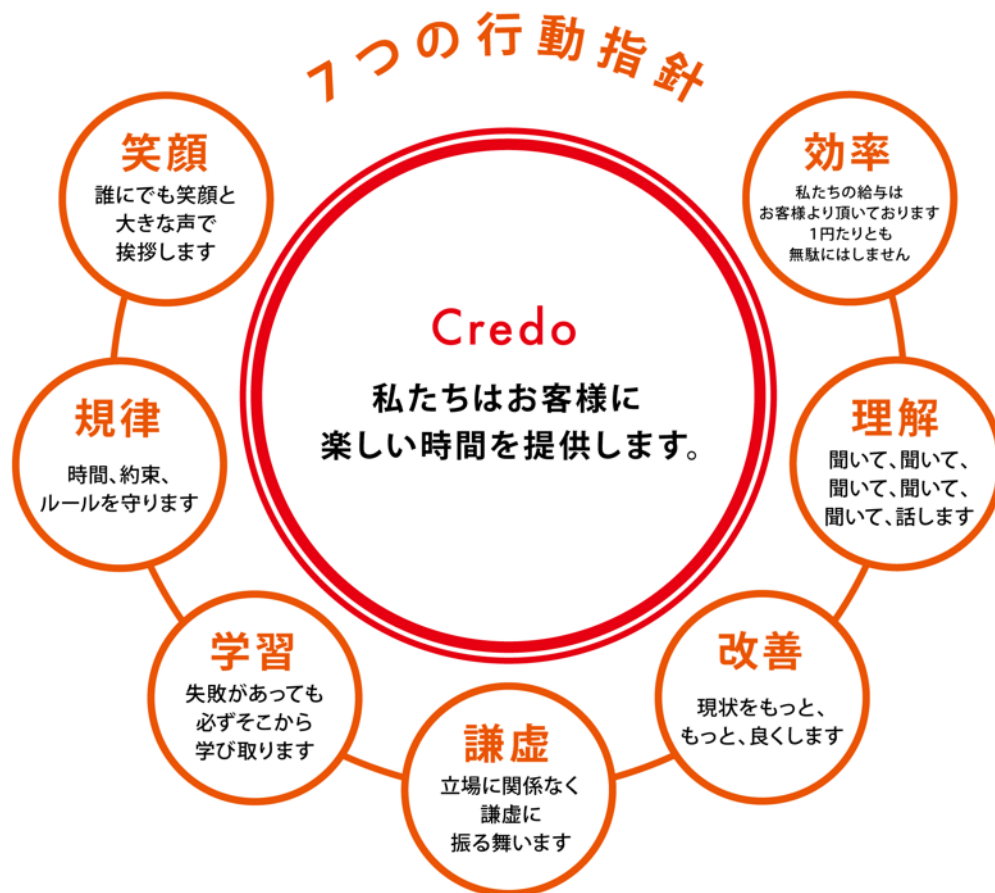 7つの行動指針
笑顔
誰にでも笑顔と
大きな声で
挨拶します
規律
時間、約束、
ルールを守ります
学習
失敗があっても
必ずそこから
学び取ります
謙虚
立場に関係なく
謙虚に
振る舞います
改善
現状をもっと、
もっと、良くします
理解
聞いて、聞いて、
聞いて、聞いて、
聞いて、話します
効率
私たちの給与は
お客様より頂いております
1円たりとも
無駄にはしません
Credo
私たちはお客様に
楽しい時間を提供します。